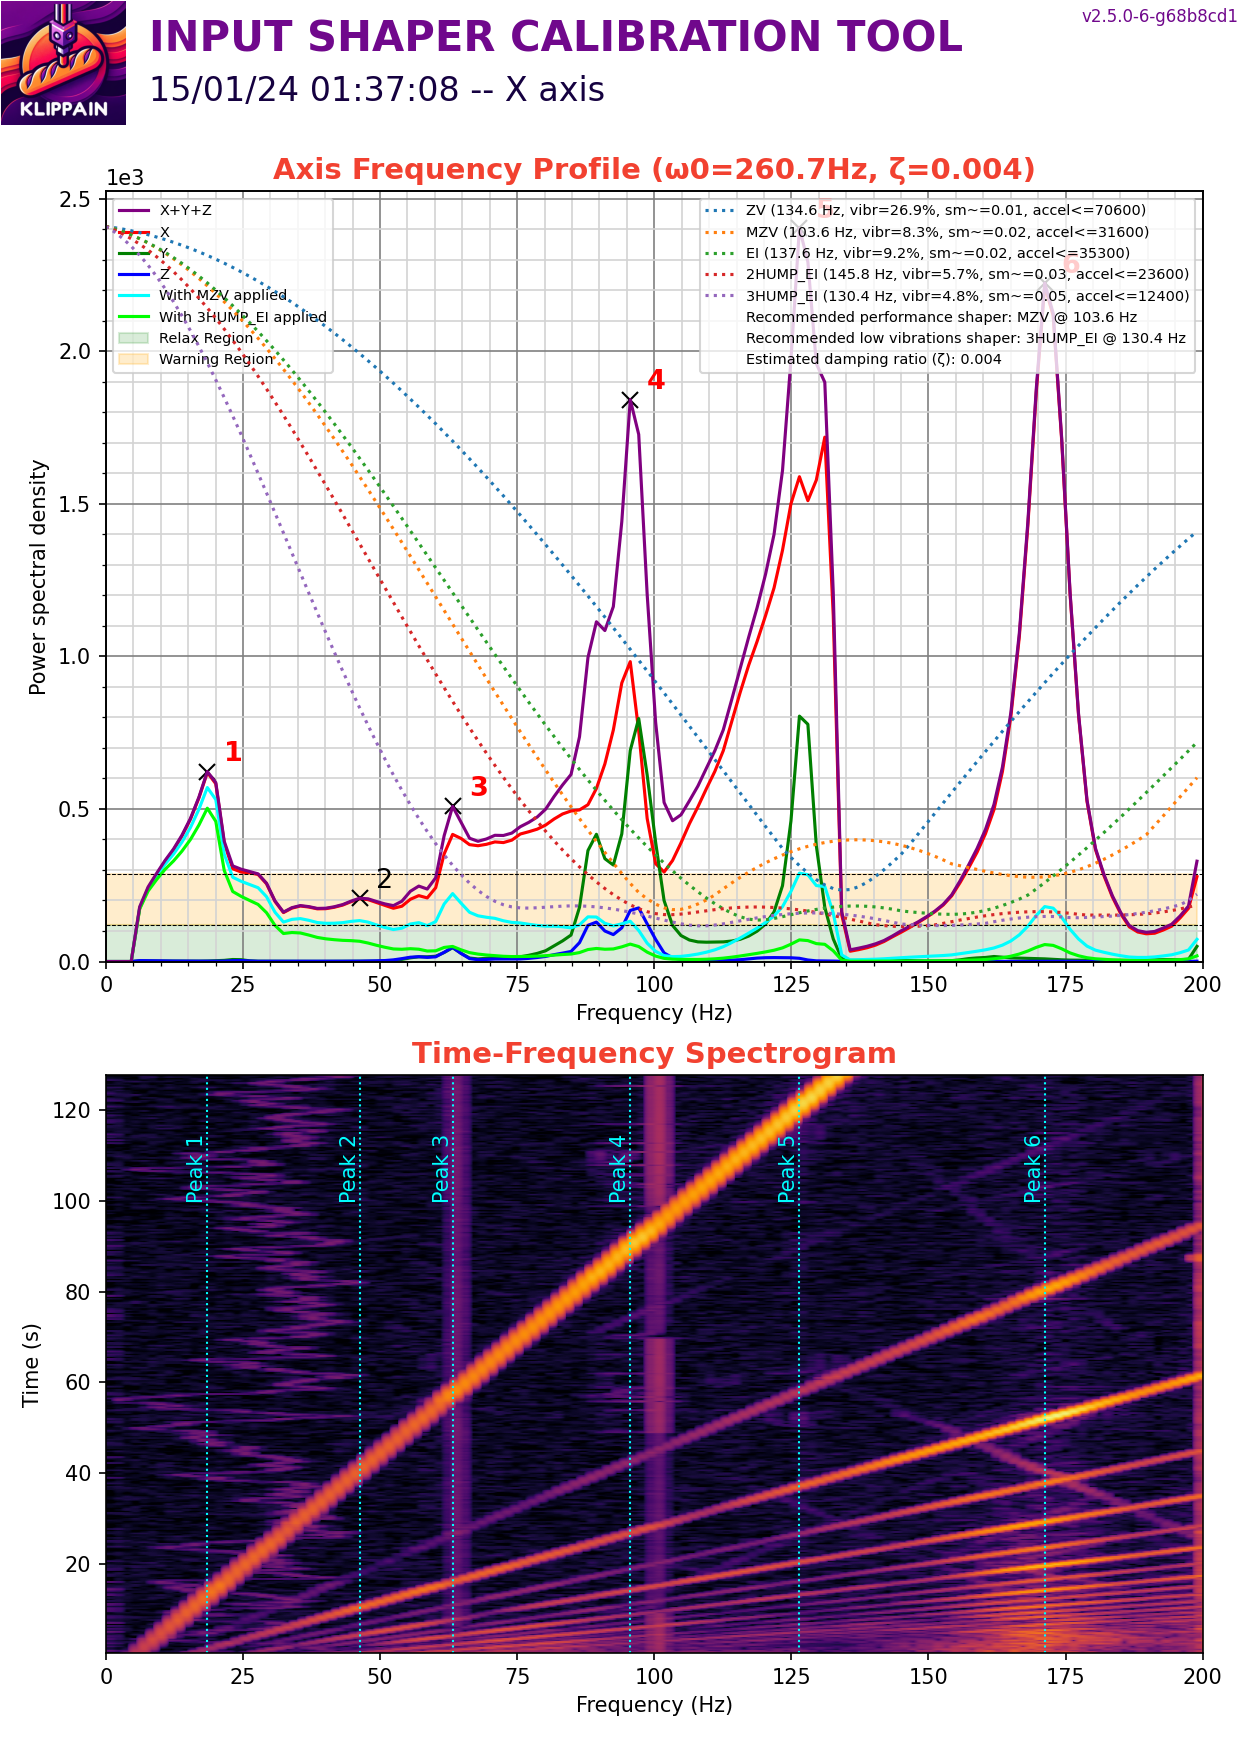 KLIPPAIN
INPUT SHAPER CALIBRATION TOOL
v2.5.0-6-g68b8cd1
15/01/24 01:37:08 -- X axis
Axis Frequency Profile (ω0=260.7Hz, ζ=0.004)
1e3
X+Y+Z
X
Y
Z
With MZV applied
With 3HUMP_EI applied
Relax Region
Warning Region
ZV (134.6 Hz, vibr=26.9%, sm~=0.01, accel<=70600)
MZV (103.6 Hz, vibr=8.3%, sm~=0.02, accel<=31600)
EI (137.6 Hz, vibr=9.2%, sm~=0.02, accel<=35300)
2HUMP_EI (145.8 Hz, vibr=5.7%, sm~=0.03, accel<=23600)
3HUMP_EI (130.4 Hz, vibr=4.8%, sm~=0.05, accel<=12400)
Recommended performance shaper: MZV @ 103.6 Hz
Recommended low vibrations shaper: 3HUMP_EI @ 130.4 Hz
Estimated damping ratio (ζ): 0.004
1
2
3
4
5
6
2.5
2.0
1.5
1.0
0.5
0.0
Power spectral density
0 25 50 75 100 125 150 175 200
Frequency (Hz)
Time-Frequency Spectrogram
Peak 1
Peak 2
Peak 3
Peak 4
Peak 5
Peak 6
120
100
80
60
40
20
Time (s)
0 25 50 75 100 125 150 175 200
Frequency (Hz)